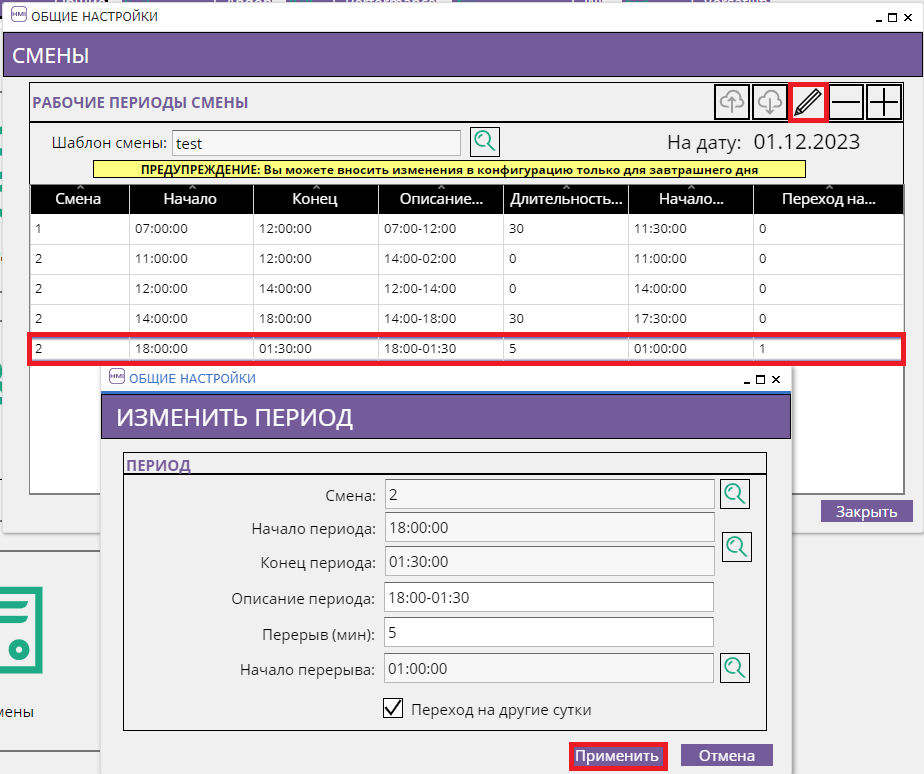 HMI ОБЩИЕ НАСТРОЙКИ
СМЕНЫ
РАБОЧИЕ ПЕРИОДЫ СМЕНЫ
Шаблон смены: test
На дату: 01.12.2023
ПРЕДУПРЕЖДЕНИЕ: Вы можете вносить изменения в конфигурацию только для завтрашнего дня
Смена Начало Конец Описание... Длительность... Начало... Переход на...
1 07:00:00 12:00:00 07:00-12:00 30 11:30:00 0
2 11:00:00 12:00:00 14:00-02:00 0 11:00:00 0
2 12:00:00 14:00:00 12:00-14:00 0 14:00:00 0
2 14:00:00 18:00:00 14:00-18:00 30 17:30:00 0
2 18:00:00 01:30:00 18:00-01:30 5 01:00:00 1
HMI ОБЩИЕ НАСТРОЙКИ
ИЗМЕНИТЬ ПЕРИОД
ПЕРИОД
Смена: 2
Начало периода: 18:00:00
Конец периода: 01:30:00
Описание периода: 18:00-01:30
Перерыв (мин): 5
Начало перерыва: 01:00:00
Переход на другие сутки
Применить Отмена
Закрыть
мены